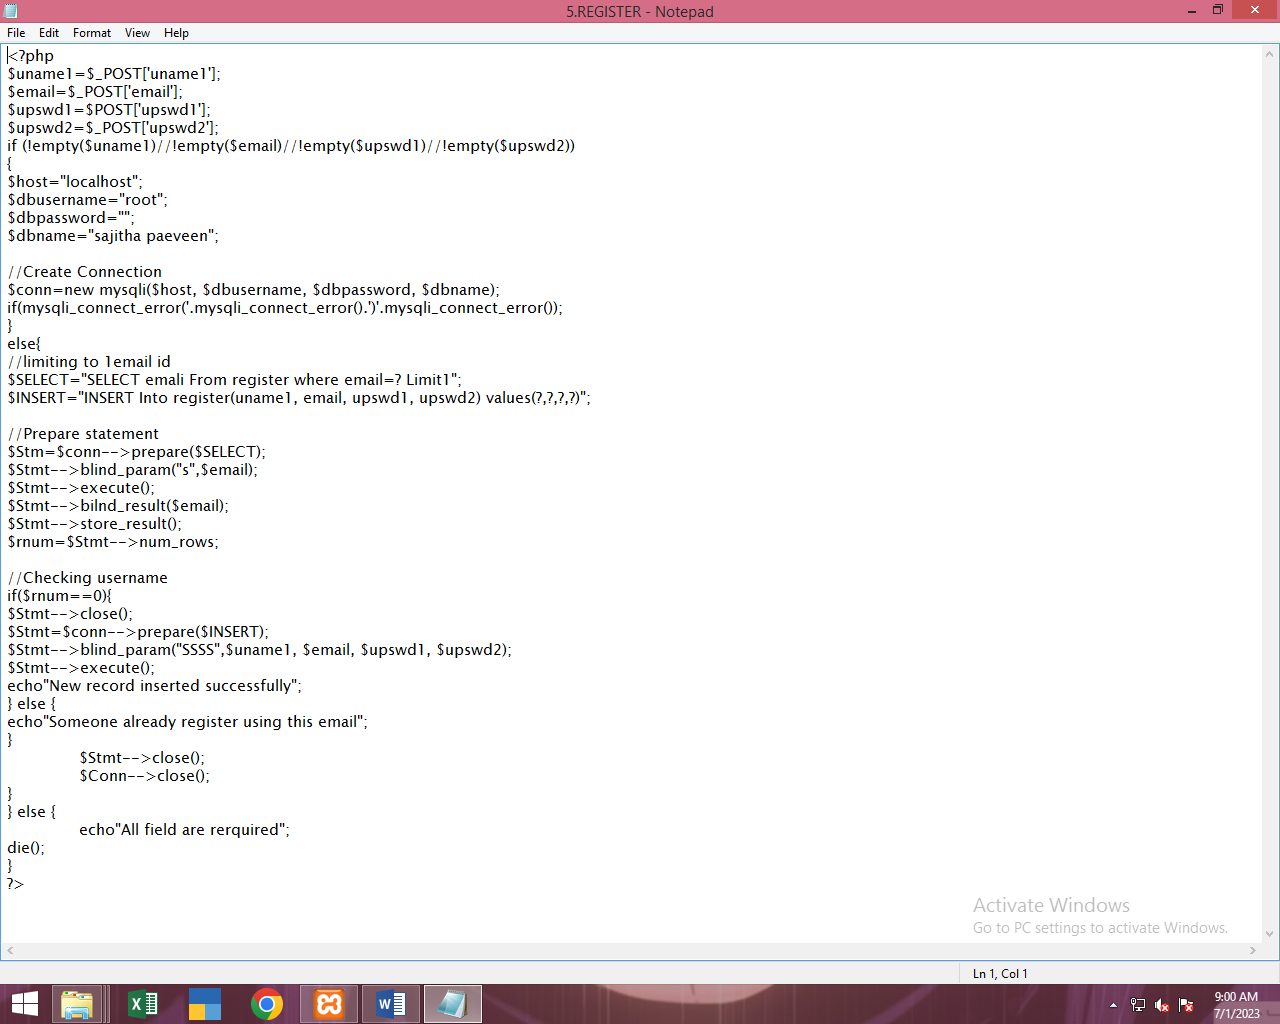 5.REGISTER - Notepad
File Edit Format View Help
<?php
$uname1=$_POST['uname1'];
$email=$_POST['email'];
$upswd1=$POST['upswd1'];
$upswd2=$_POST['upswd2'];
if (!empty($uname1)//!empty($email)//!empty($upswd1)//!empty($upswd2))
{
$host="localhost";
$dbusername="root";
$dbpassword="";
$dbname="sajitha paeveen";
//Create Connection
$conn=new mysqli($host, $dbusername, $dbpassword, $dbname);
if(mysqli_connect_error('.mysqli_connect_error().')'.mysqli_connect_error());
}
else{
//limiting to 1email id
$SELECT="SELECT emali From register where email=? Limit1";
$INSERT="INSERT Into register(uname1, email, upswd1, upswd2) values(?,?,?,?)";
//Prepare statement
$Stm=$conn-->prepare($SELECT);
$Stmt-->blind_param("s",$email);
$Stmt-->execute();
$Stmt-->bilnd_result($email);
$Stmt-->store_result();
$rnum=$Stmt-->num_rows;
//Checking username
if($rnum==0){
$Stmt-->close();
$Stmt=$conn-->prepare($INSERT);
$Stmt-->blind_param("SSSS",$uname1, $email, $upswd1, $upswd2);
$Stmt-->execute();
echo"New record inserted successfully";
} else {
echo"Someone already register using this email";
}
$Stmt-->close();
$Conn-->close();
}
} else {
echo"All field are rerquired";
die();
}
?>
Activate Windows
Go to PC settings to activate Windows.
Ln 1, Col 1
9:00 AM
7/1/2023